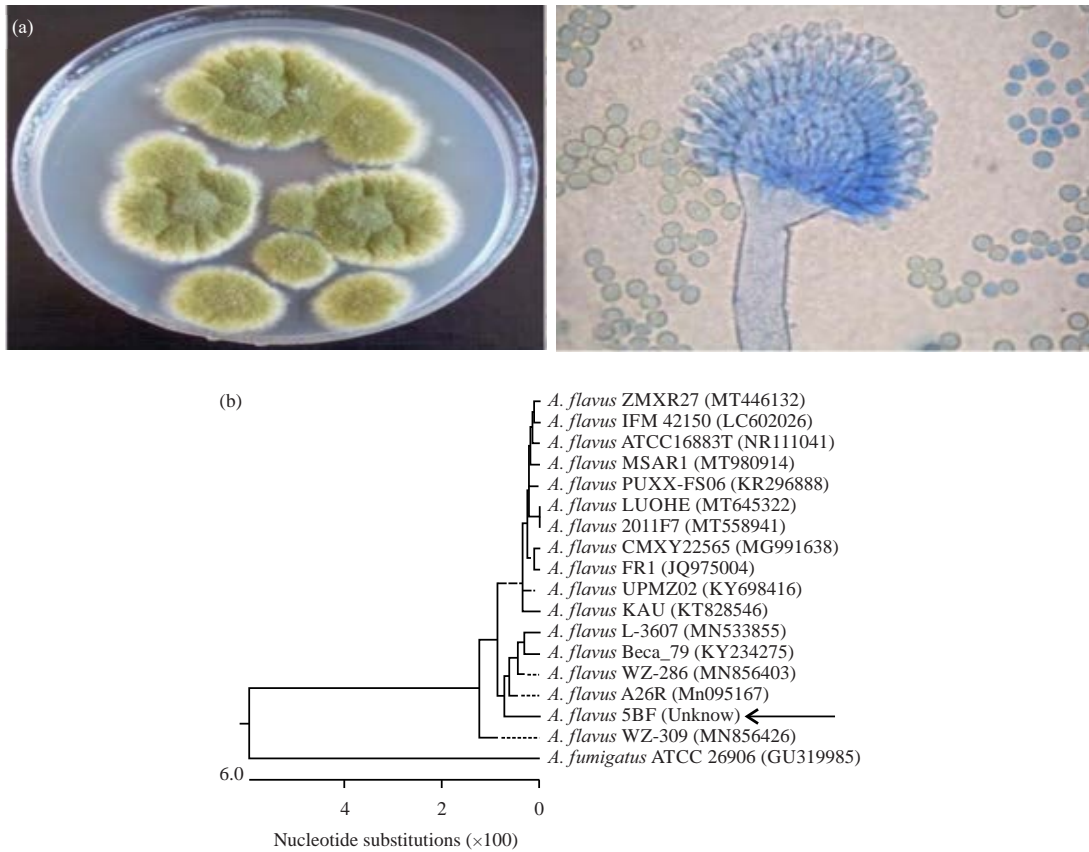 (a)
(b)
A. flavus ZMXR27 (MT446132)
A. flavus IFM 42150 (LC602026)
A. flavus ATCC16883T (NR111041)
A. flavus MSAR1 (MT980914)
A. flavus PUXX-FS06 (KR296888)
A. flavus LUOHE (MT645322)
A. flavus 2011F7 (MT558941)
A. flavus CMXY22565 (MG991638)
A. flavus FR1 (JQ975004)
A. flavus UPMZ02 (KY698416)
A. flavus KAU (KT828546)
A. flavus L-3607 (MN533855)
A. flavus Beca_79 (KY234275)
A. flavus WZ-286 (MN856403)
A. flavus A26R (Mn095167)
A. flavus 5BF (Unknow)
A. flavus WZ-309 (MN856426)
A. fumigatus ATCC 26906 (GU319985)
6.0
4 2 0
Nucleotide substitutions (×100)